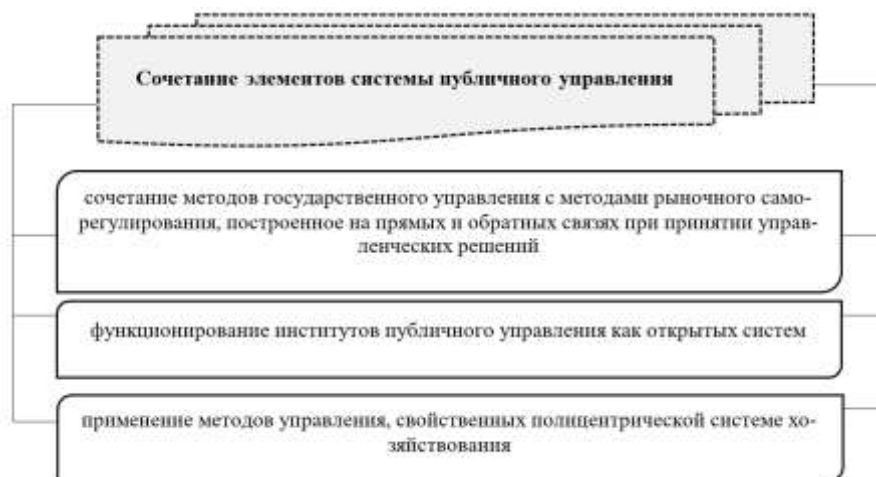 Сочетание элементов системы публичного управления
сочетание методов государственного управления с методами рыночного само-
регулирования, построенное на прямых и обратных связях при принятии управ-
ленческих решений
функционирование институтов публичного управления как открытых систем
применение методов управления, свойственных полицентрической системе хо-
зяйствования